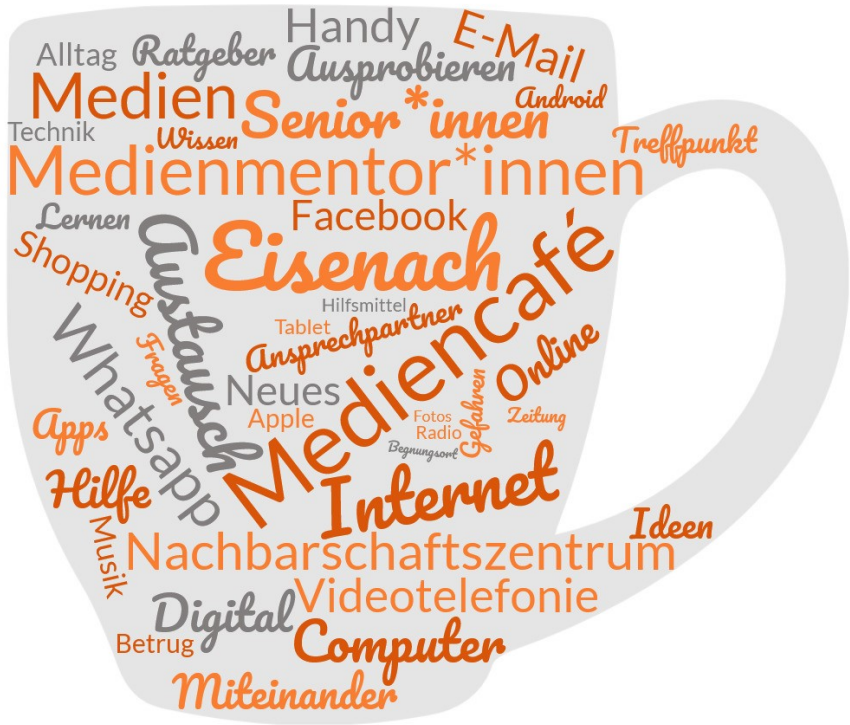 Handy
E-Mail
Alltag
Ratgeber
Ausprobieren
Medien
Senior*innen
Android
Technik
Wissen
Treffpunkt
Medienmentor*innen
Lernen
Austausch
Facebook
Shopping
Eisenach
Mediencafé
Hilfsmittel
Whatsapp
Fragen
Tablet
Ansprechpartner
Online
Neues
Apple
Fotos
Radio
Gefahren
Zeitung
Begnungsort
Apps
Hilfe
Internet
Musik
Ideen
Nachbarschaftszentrum
Digital
Videotelefonie
Betrug
Computer
Miteinander